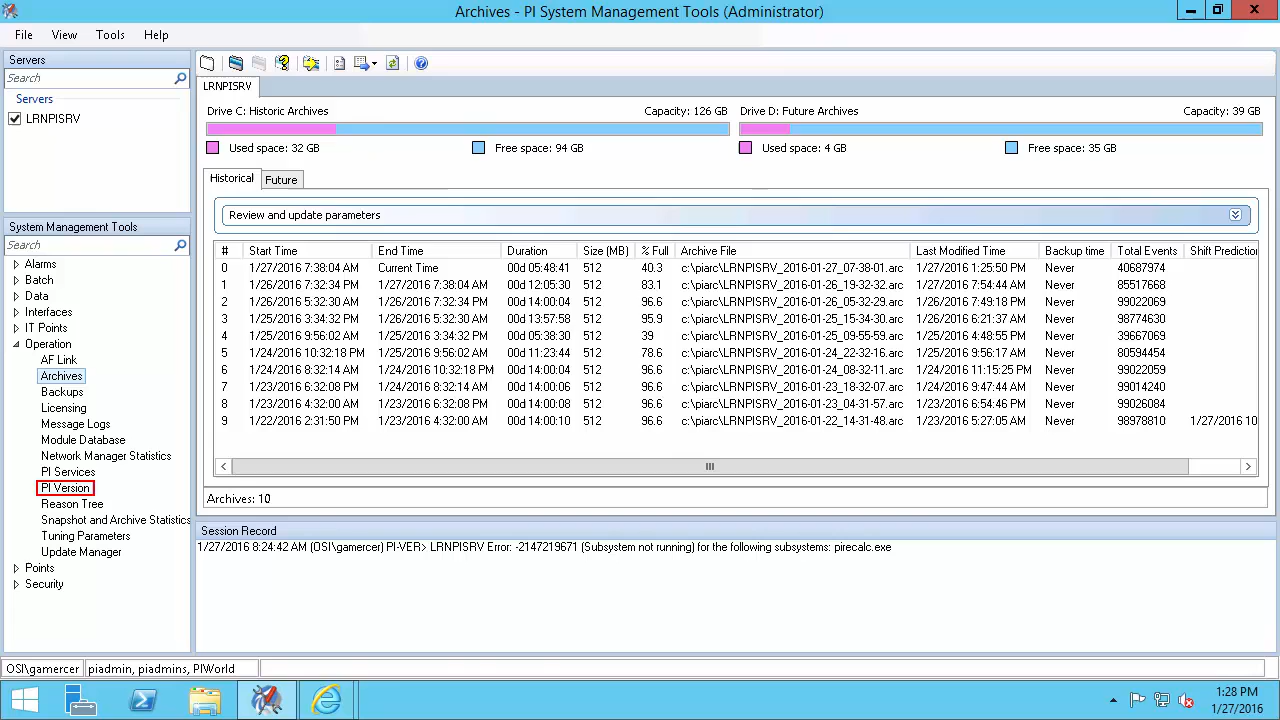 Archives - PI System Management Tools (Administrator)
File View Tools Help
Servers
Search
Servers
LRNPISRV
System Management Tools
Search
Alarms
Batch
Data
Interfaces
IT Points
Operation
AF Link
Archives
Backups
Licensing
Message Logs
Module Database
Network Manager Statistics
PI Services
PI Version
Reason Tree
Snapshot and Archive Statistics
Tuning Parameters
Update Manager
Points
Security
LRNPISRV
Drive C: Historic Archives Capacity: 126 GB Drive D: Future Archives Capacity: 39 GB
Used space: 32 GB Free space: 94 GB Used space: 4 GB Free space: 35 GB
Historical Future
Review and update parameters
# Start Time End Time Duration Size (MB) % Full Archive File Last Modified Time Backup time Total Events Shift Prediction
0 1/27/2016 7:38:04 AM Current Time 00d 05:48:41 512 40.3 c:\piarc\LRNPISRV_2016-01-27_07-38-01.arc 1/27/2016 1:25:50 PM Never 40687974
1 1/26/2016 7:32:34 PM 1/27/2016 7:38:04 AM 00d 12:05:30 512 83.1 c:\piarc\LRNPISRV_2016-01-26_19-32-32.arc 1/27/2016 7:54:44 AM Never 85517668
2 1/26/2016 5:32:30 AM 1/26/2016 7:32:34 PM 00d 14:00:04 512 96.6 c:\piarc\LRNPISRV_2016-01-26_05-32-29.arc 1/26/2016 7:49:18 PM Never 99022069
3 1/25/2016 3:34:32 PM 1/26/2016 5:32:30 AM 00d 13:57:58 512 95.9 c:\piarc\LRNPISRV_2016-01-25_15-34-30.arc 1/26/2016 6:21:37 AM Never 98774630
4 1/25/2016 9:56:02 AM 1/25/2016 3:34:32 PM 00d 05:38:30 512 39 c:\piarc\LRNPISRV_2016-01-25_09-55-59.arc 1/25/2016 4:48:55 PM Never 39667069
5 1/24/2016 10:32:18 PM 1/25/2016 9:56:02 AM 00d 11:23:44 512 78.6 c:\piarc\LRNPISRV_2016-01-24_22-32-16.arc 1/25/2016 9:56:17 AM Never 80594454
6 1/24/2016 8:32:14 AM 1/24/2016 10:32:18 PM 00d 14:00:04 512 96.6 c:\piarc\LRNPISRV_2016-01-24_08-32-11.arc 1/24/2016 11:15:25 PM Never 99022059
7 1/23/2016 6:32:08 PM 1/24/2016 8:32:14 AM 00d 14:00:06 512 96.6 c:\piarc\LRNPISRV_2016-01-23_18-32-07.arc 1/24/2016 9:47:44 AM Never 99014240
8 1/23/2016 4:32:00 AM 1/23/2016 6:32:08 PM 00d 14:00:08 512 96.6 c:\piarc\LRNPISRV_2016-01-23_04-31-57.arc 1/23/2016 6:54:46 PM Never 99026084
9 1/22/2016 2:31:50 PM 1/23/2016 4:32:00 AM 00d 14:00:10 512 96.6 c:\piarc\LRNPISRV_2016-01-22_14-31-48.arc 1/23/2016 5:27:05 AM Never 98978810 1/27/2016 10
Archives: 10
Session Record
1/27/2016 8:24:42 AM (OSI\gamercer) PI-VER> LRNPISRV Error: -2147219671 (Subsystem not running) for the following subsystems: pirecalc.exe
OSI\gamercer piadmin, piadmins, PIWorld
1:28 PM
1/27/2016